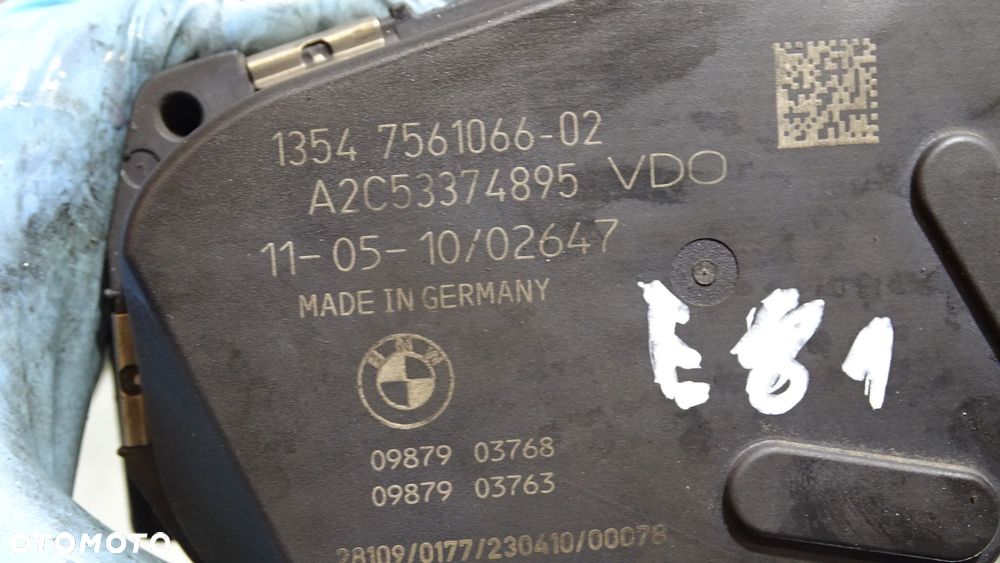 1354 7561066-02
A2C53374895 VDO
11-05-10/02647
MADE IN GERMANY
BMW
E81
09879 03768
09879 03763
28109/0177/230410/00078
OTOMOTO